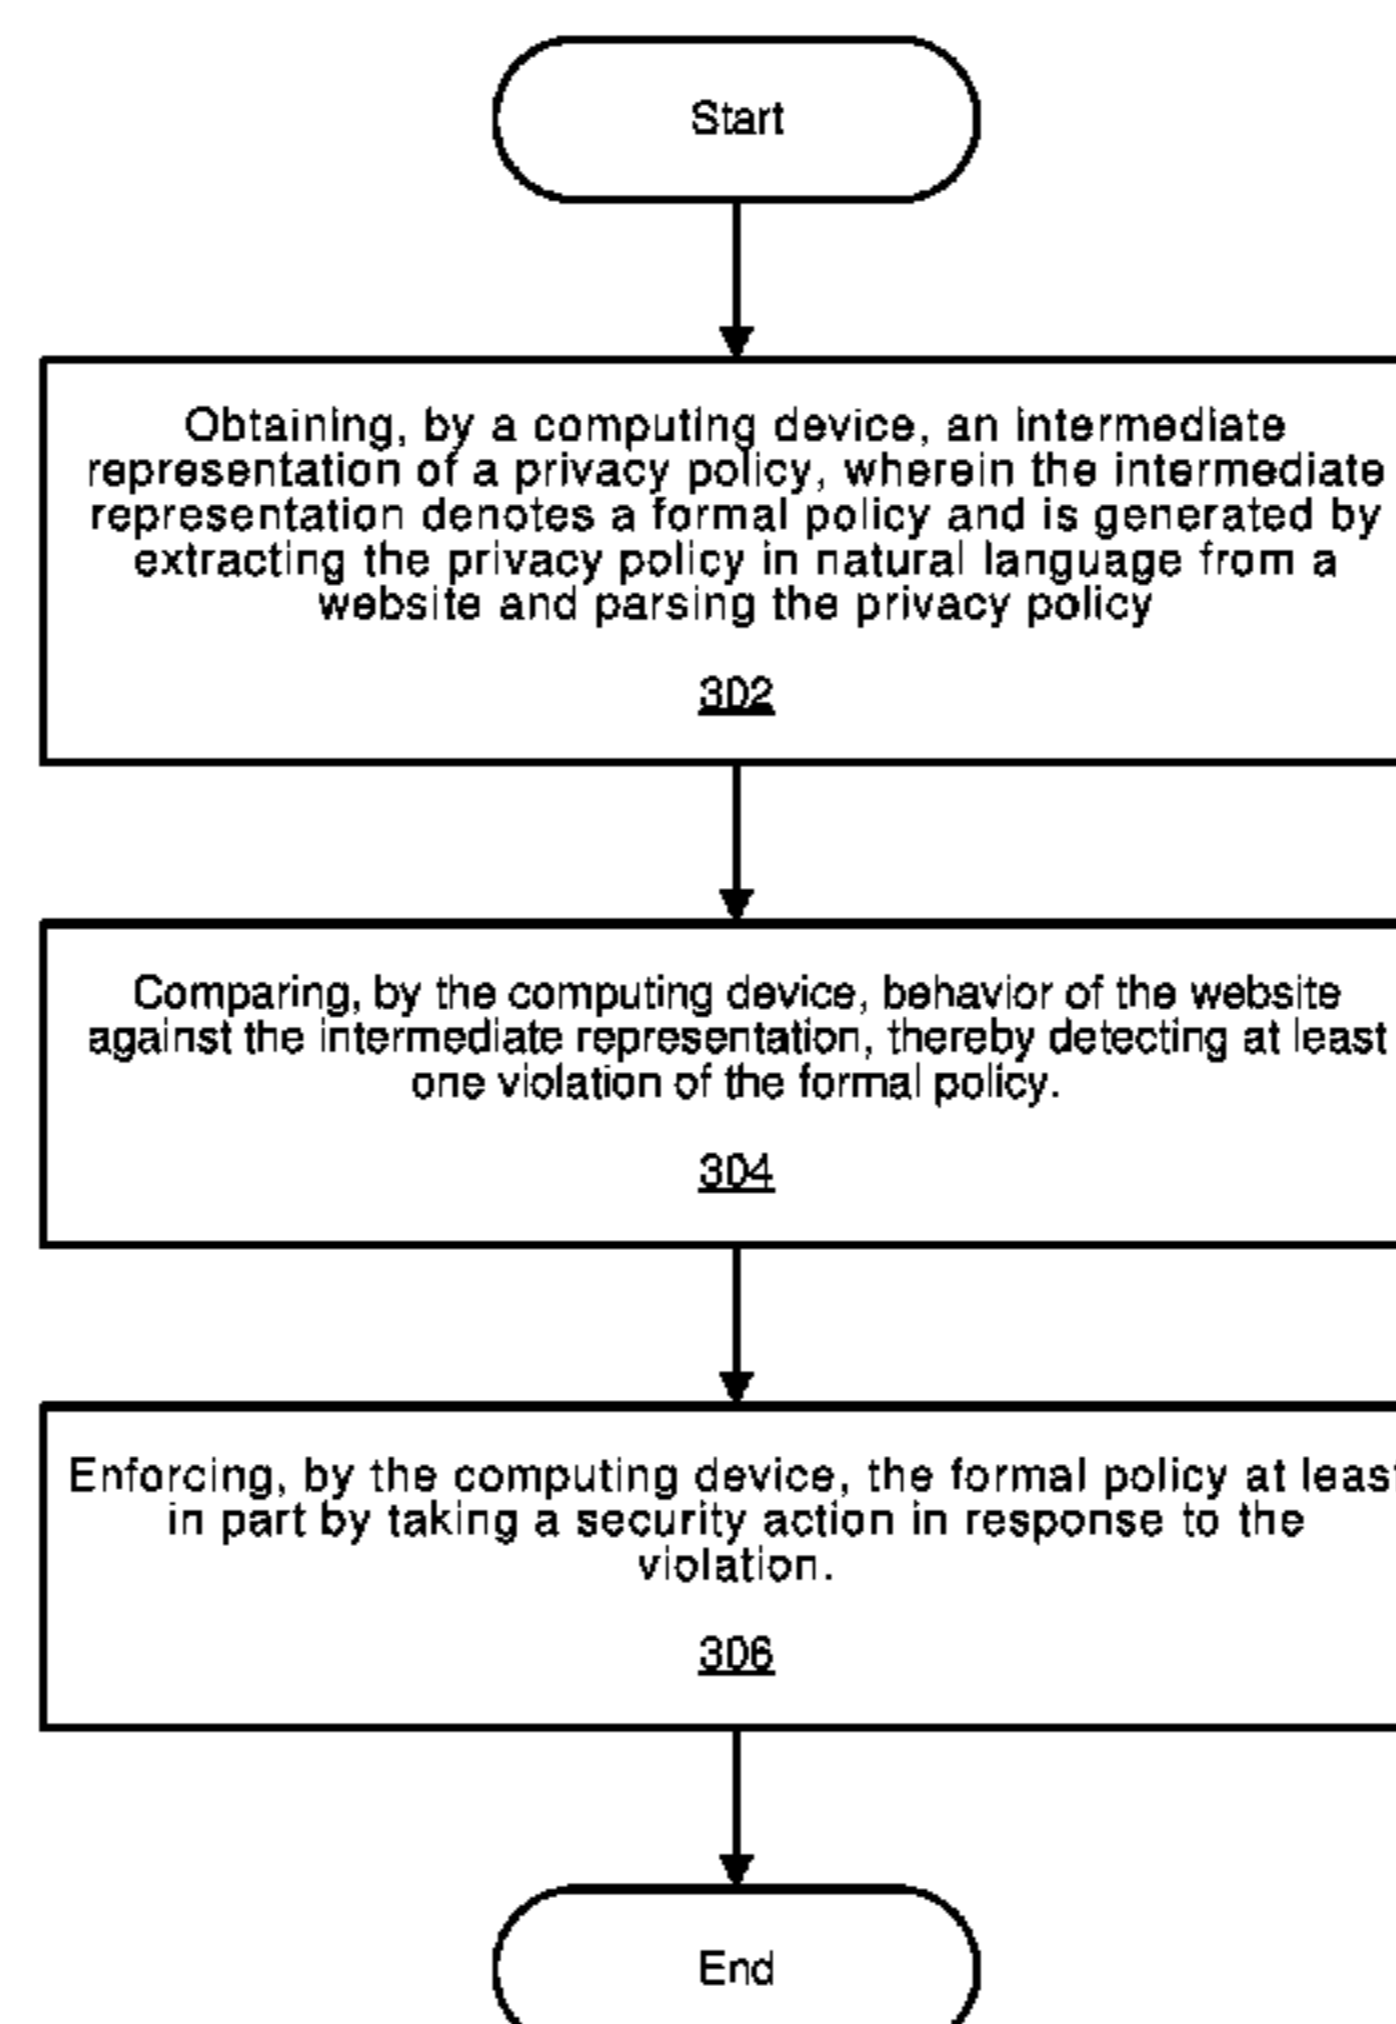 Start
Obtaining, by a computing device, an intermediate
representation of a privacy policy, wherein the intermediate
representation denotes a formal policy and is generated by
extracting the privacy policy in natural language from a
website and parsing the privacy policy
302
Comparing, by the computing device, behavior of the website
against the intermediate representation, thereby detecting at least
one violation of the formal policy.
304
Enforcing, by the computing device, the formal policy at least
in part by taking a security action in response to the
violation.
306
End